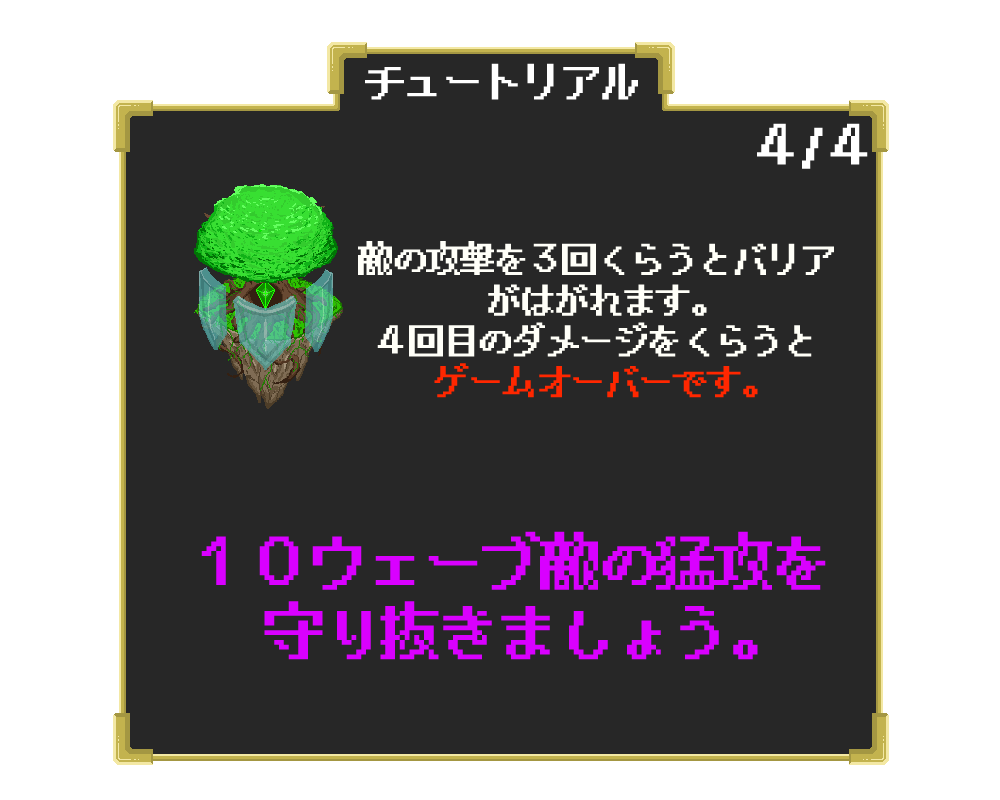 チュートリアル
4/4
敵の攻撃を３回くらうとバリア
がはがれます。
４回目のダメージをくらうと
ゲームオーバーです。
１０ウェーブ敵の猛攻を
守り抜きましょう。